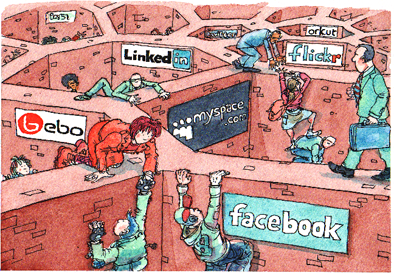 Linked in
orkut
flickr
bebo
myspace
.com
facebook